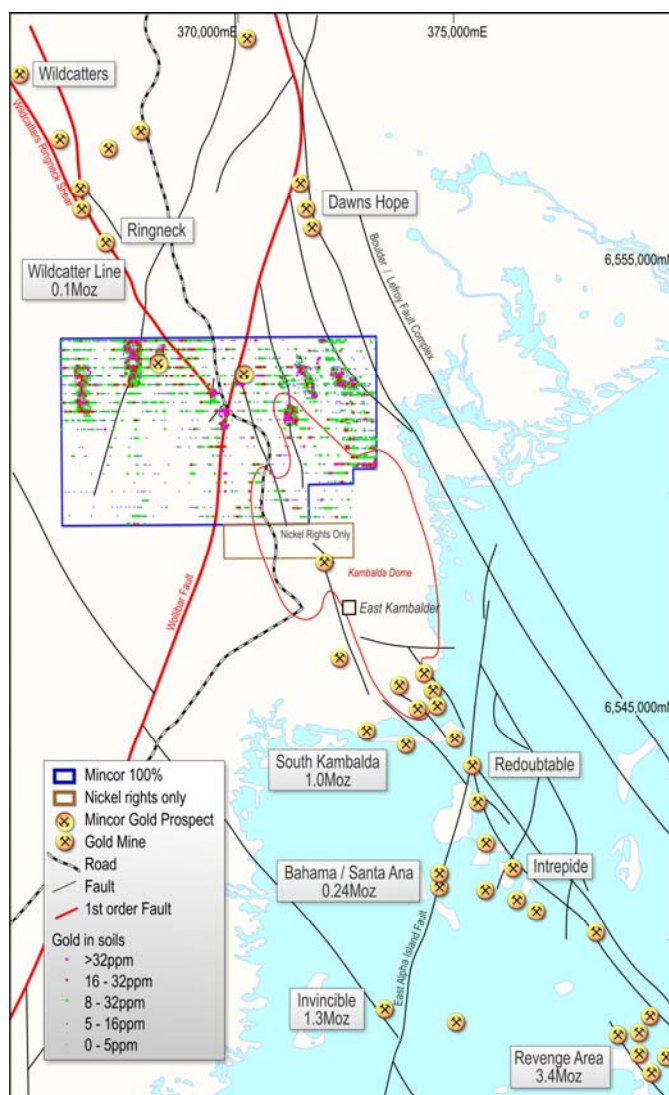 370,000mE
375,000mE
Wildcatters
Wildcatters Ringneck Shear
Dawns Hope
Ringneck
Boulder / Lefroy Fault Complex
6,555,000mN
Wildcatter Line
0.1Moz
Nickel Rights Only
Kambalda Dome
Wollibar Fault
East Kambalder
6,545,000mN
South Kambalda
1.0Moz
Redoubtable
Mincor 100%
Nickel rights only
Mincor Gold Prospect
Gold Mine
Road
Fault
1st order Fault
Gold in soils
>32ppm
16 - 32ppm
8 - 32ppm
5 - 16ppm
0 - 5ppm
Bahama / Santa Ana
0.24Moz
Intrepide
East Alpha Island Fault
Invincible
1.3Moz
Revenge Area
3.4Moz